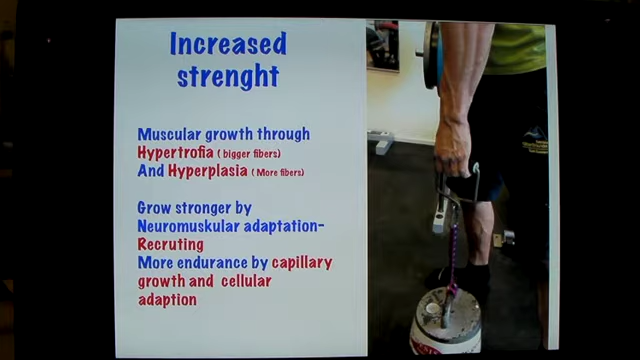 Increased
strenght
Muscular growth through
Hypertrofia ( bigger fibers)
And Hyperplasia ( More fibers)
Grow stronger by
Neuromuskular adaptation-
Recruting
More endurance by capillary
growth and cellular
adaption